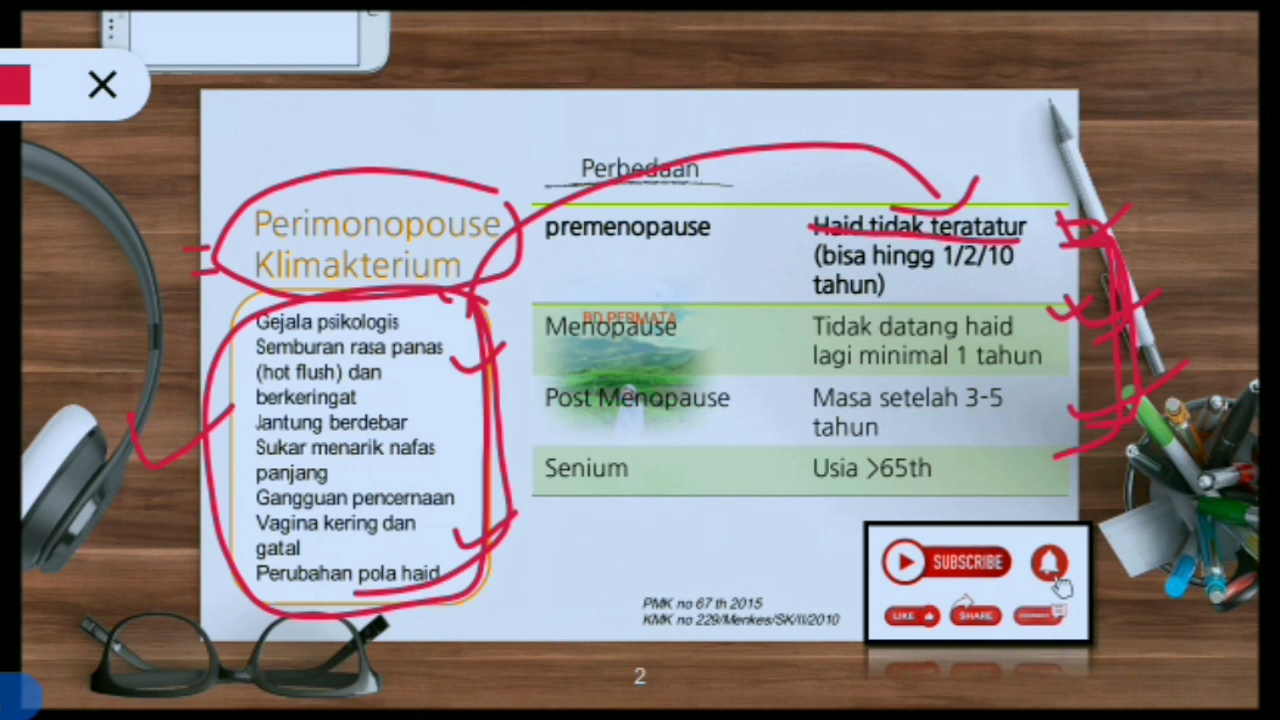 Perbedaan
Perimonopouse
Klimakterium
Gejala psikologis
Semburan rasa panas
(hot flush) dan
berkeringat
Jantung berdebar
Sukar menarik nafas
panjang
Gangguan pencernaan
Vagina kering dan
gatal
Perubahan pola haid
premenopause
Haid tidak teratatur
(bisa hingg 1/2/10
tahun)
BD PERMATA
Menopause
Tidak datang haid
lagi minimal 1 tahun
Post Menopause
Masa setelah 3-5
tahun
Senium
Usia >65th
PMK no 67 th 2015
KMK no 229/Menkes/SK/II/2010
SUBSCRIBE
LIKE
SHARE
2